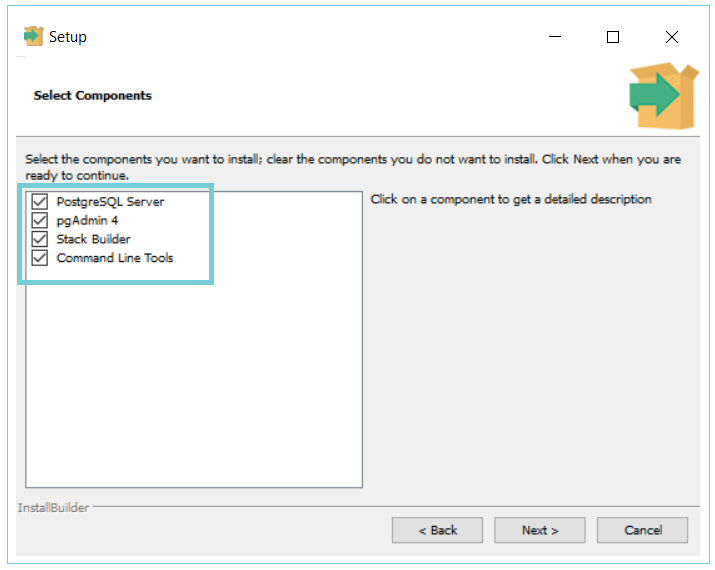 Setup
Select Components
Select the components you want to install; clear the components you do not want to install. Click Next when you are
ready to continue.
PostgreSQL Server
pgAdmin 4
Stack Builder
Command Line Tools
Click on a component to get a detailed description
InstallBuilder
< Back
Next >
Cancel